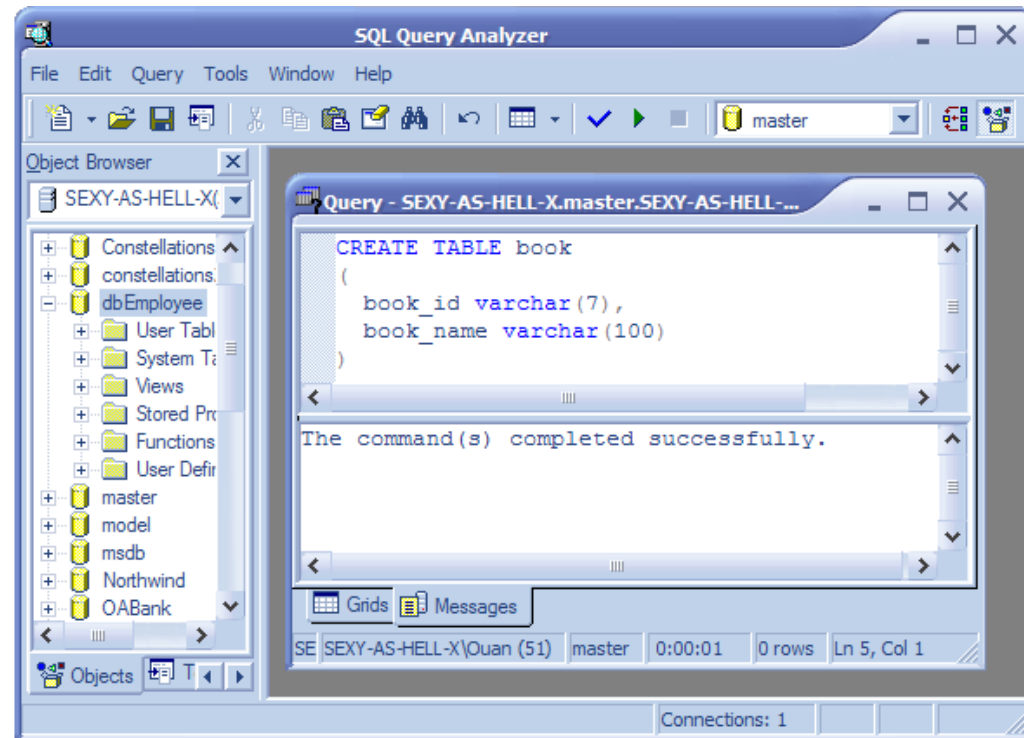 SQL Query Analyzer
File Edit Query Tools Window Help
master
Object Browser
SEXY-AS-HELL-X(
Constellations
constellations
dbEmployee
User Tabl
System Ta
Views
Stored Pro
Functions
User Defin
master
model
msdb
Northwind
OABank
Objects T
Query - SEXY-AS-HELL-X.master.SEXY-AS-HELL-...
CREATE TABLE book
(
book_id varchar(7),
book_name varchar(100)
)
The command(s) completed successfully.
Grids Messages
SE SEXY-AS-HELL-X\Ouan (51) master 0:00:01 0 rows Ln 5, Col 1
Connections: 1